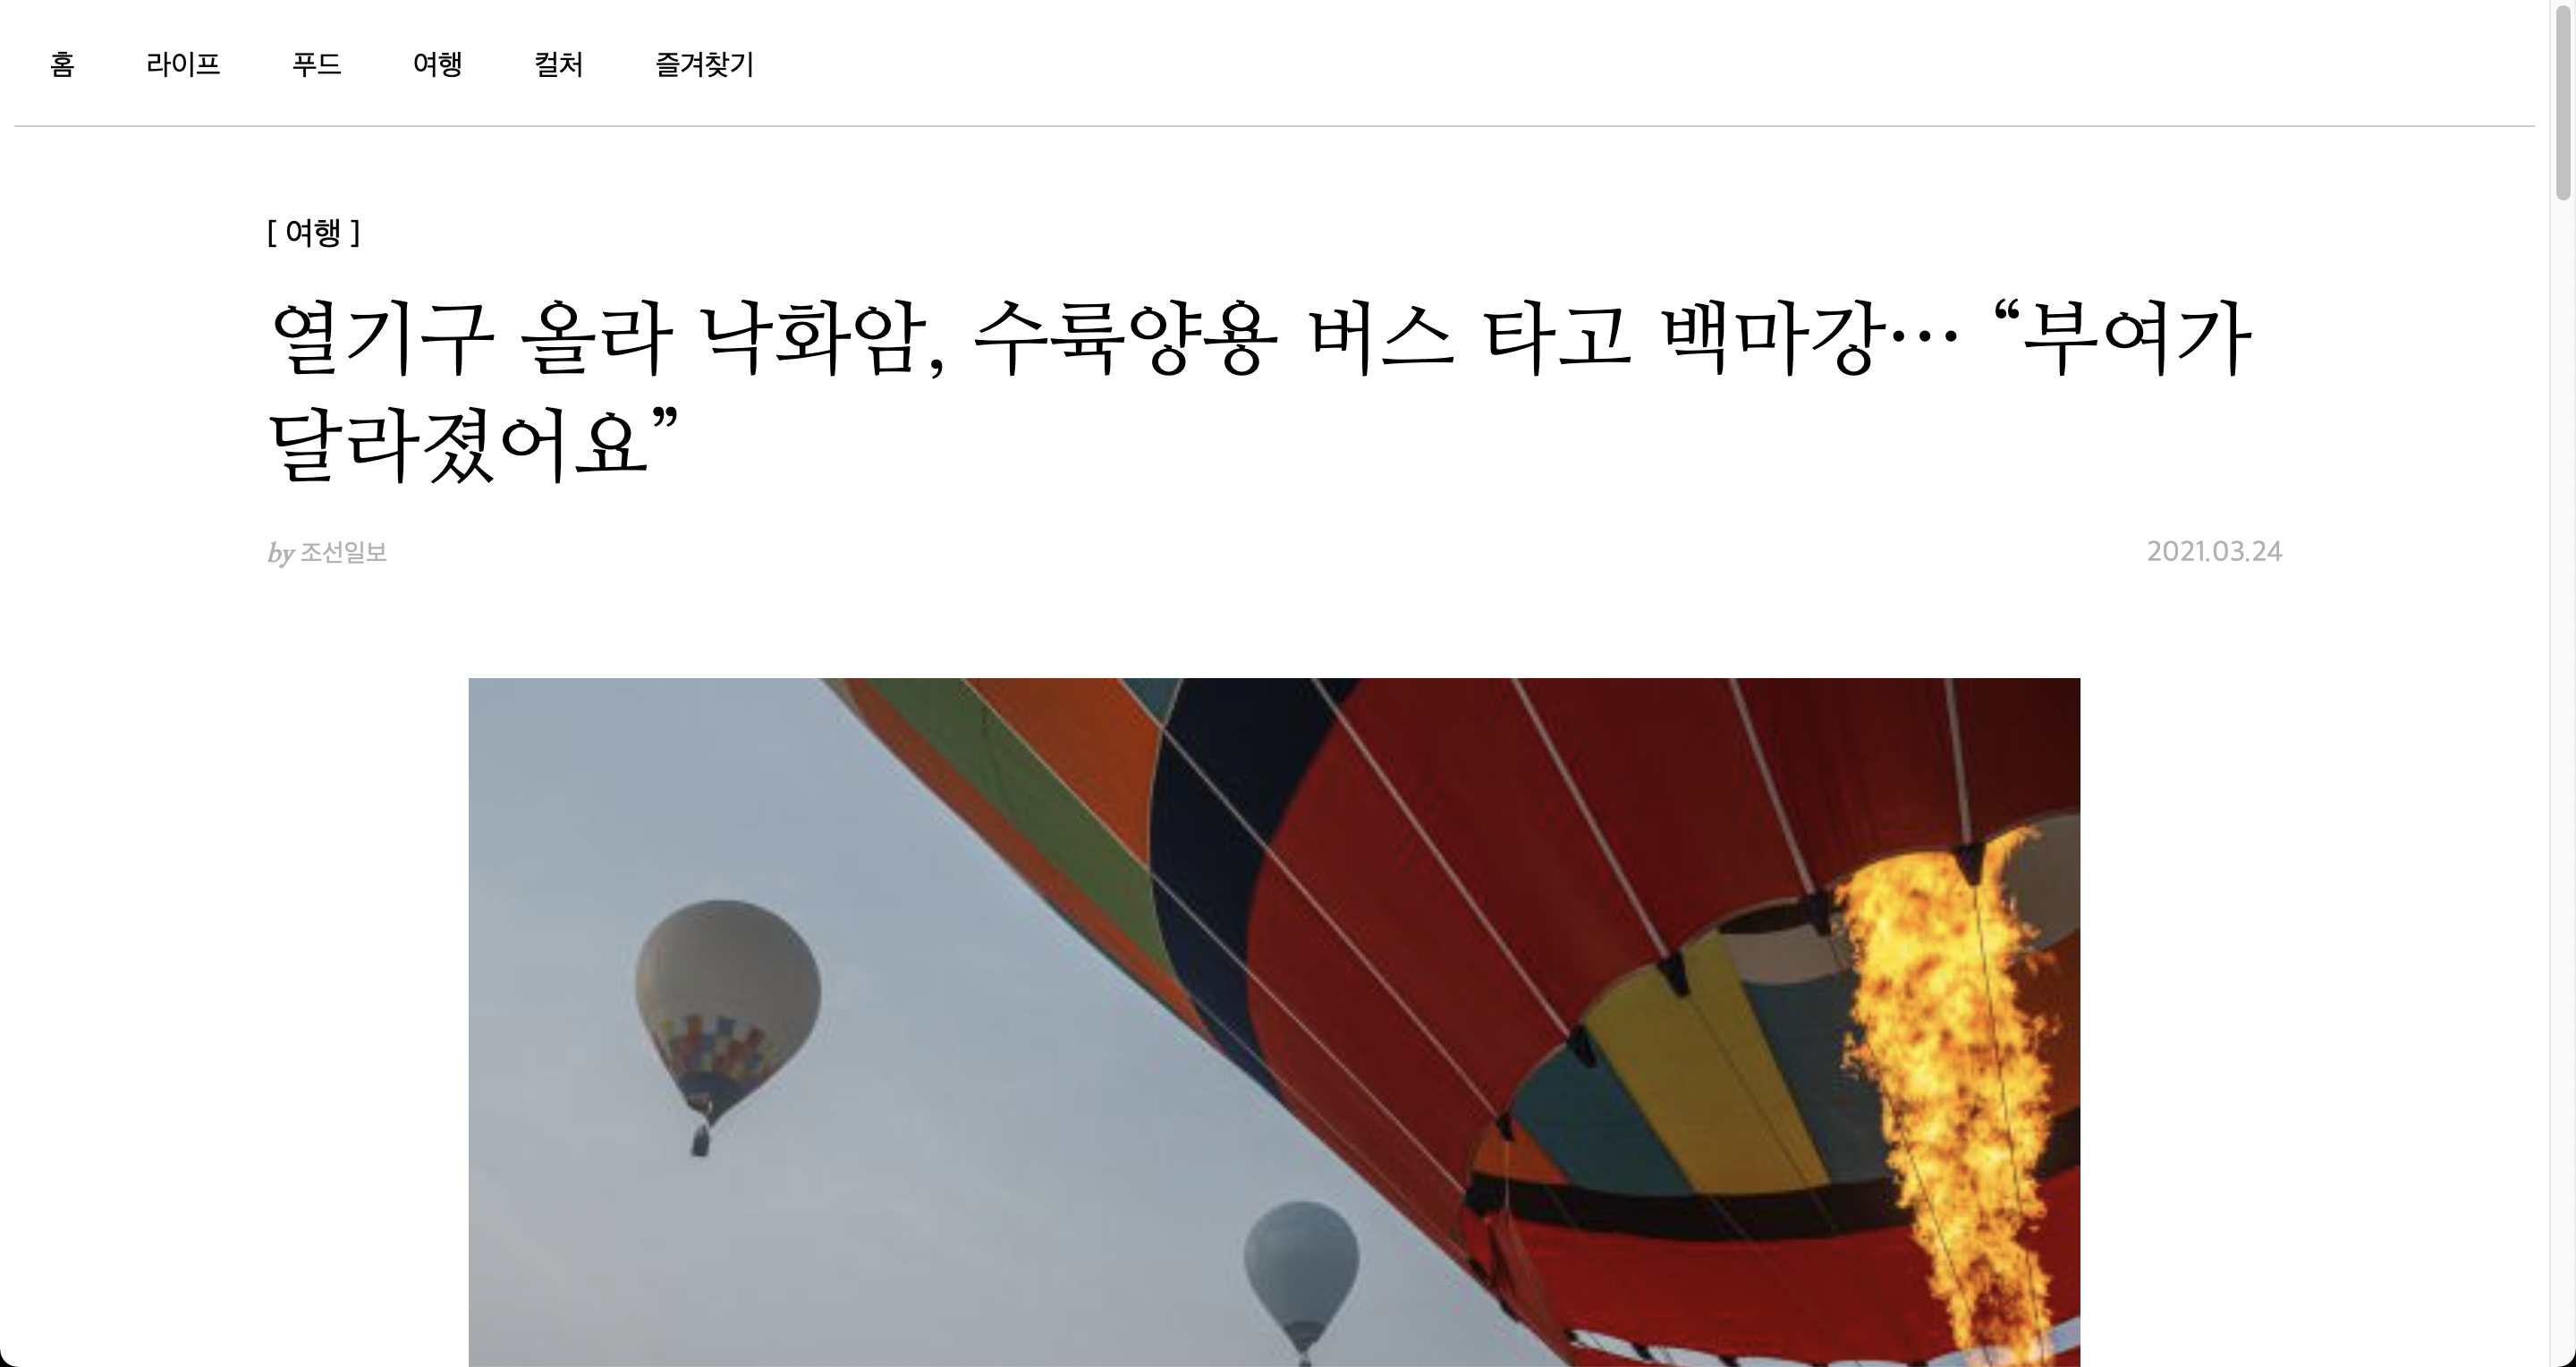 홈 라이프 푸드 여행 컬처 즐겨찾기
[ 여행 ]
열기구 올라 낙화암, 수륙양용 버스 타고 백마강… “부여가
달라졌어요”
by 조선일보
2021.03.24